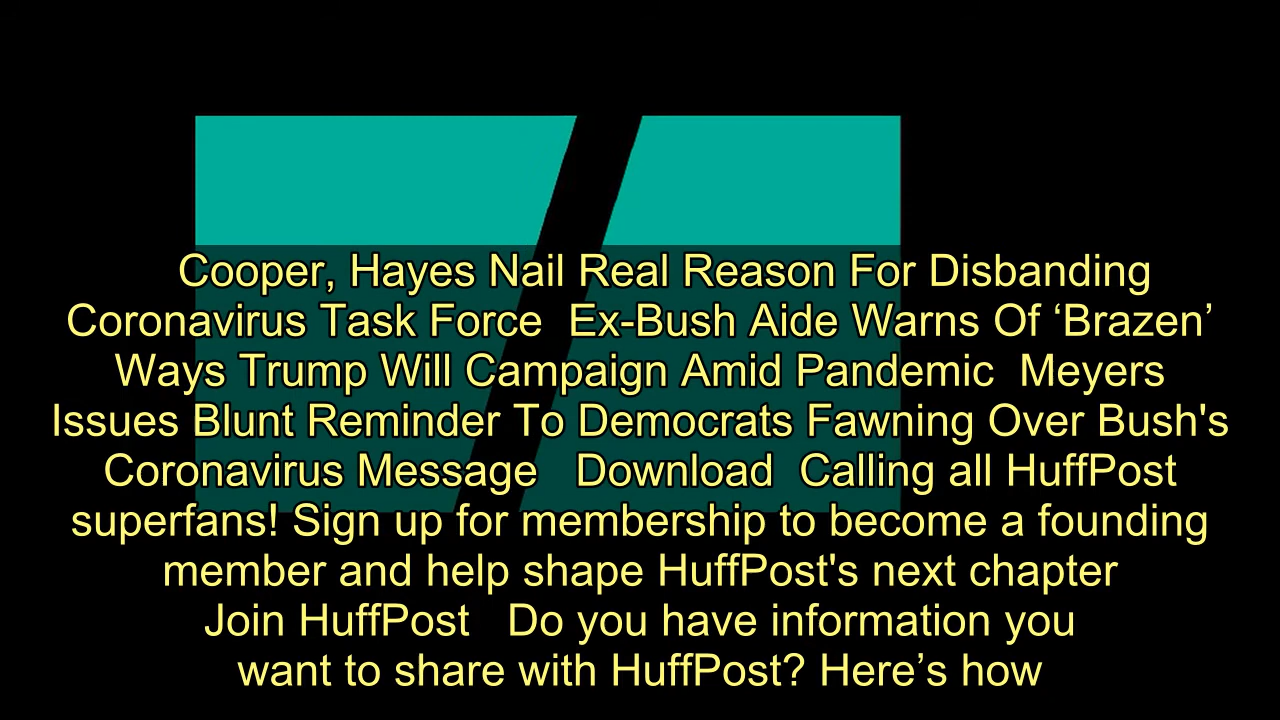 Cooper, Hayes Nail Real Reason For Disbanding
Coronavirus Task Force  Ex-Bush Aide Warns Of ‘Brazen’
Ways Trump Will Campaign Amid Pandemic  Meyers
Issues Blunt Reminder To Democrats Fawning Over Bush's
Coronavirus Message   Download  Calling all HuffPost
superfans! Sign up for membership to become a founding
member and help shape HuffPost's next chapter
Join HuffPost   Do you have information you
want to share with HuffPost? Here’s how